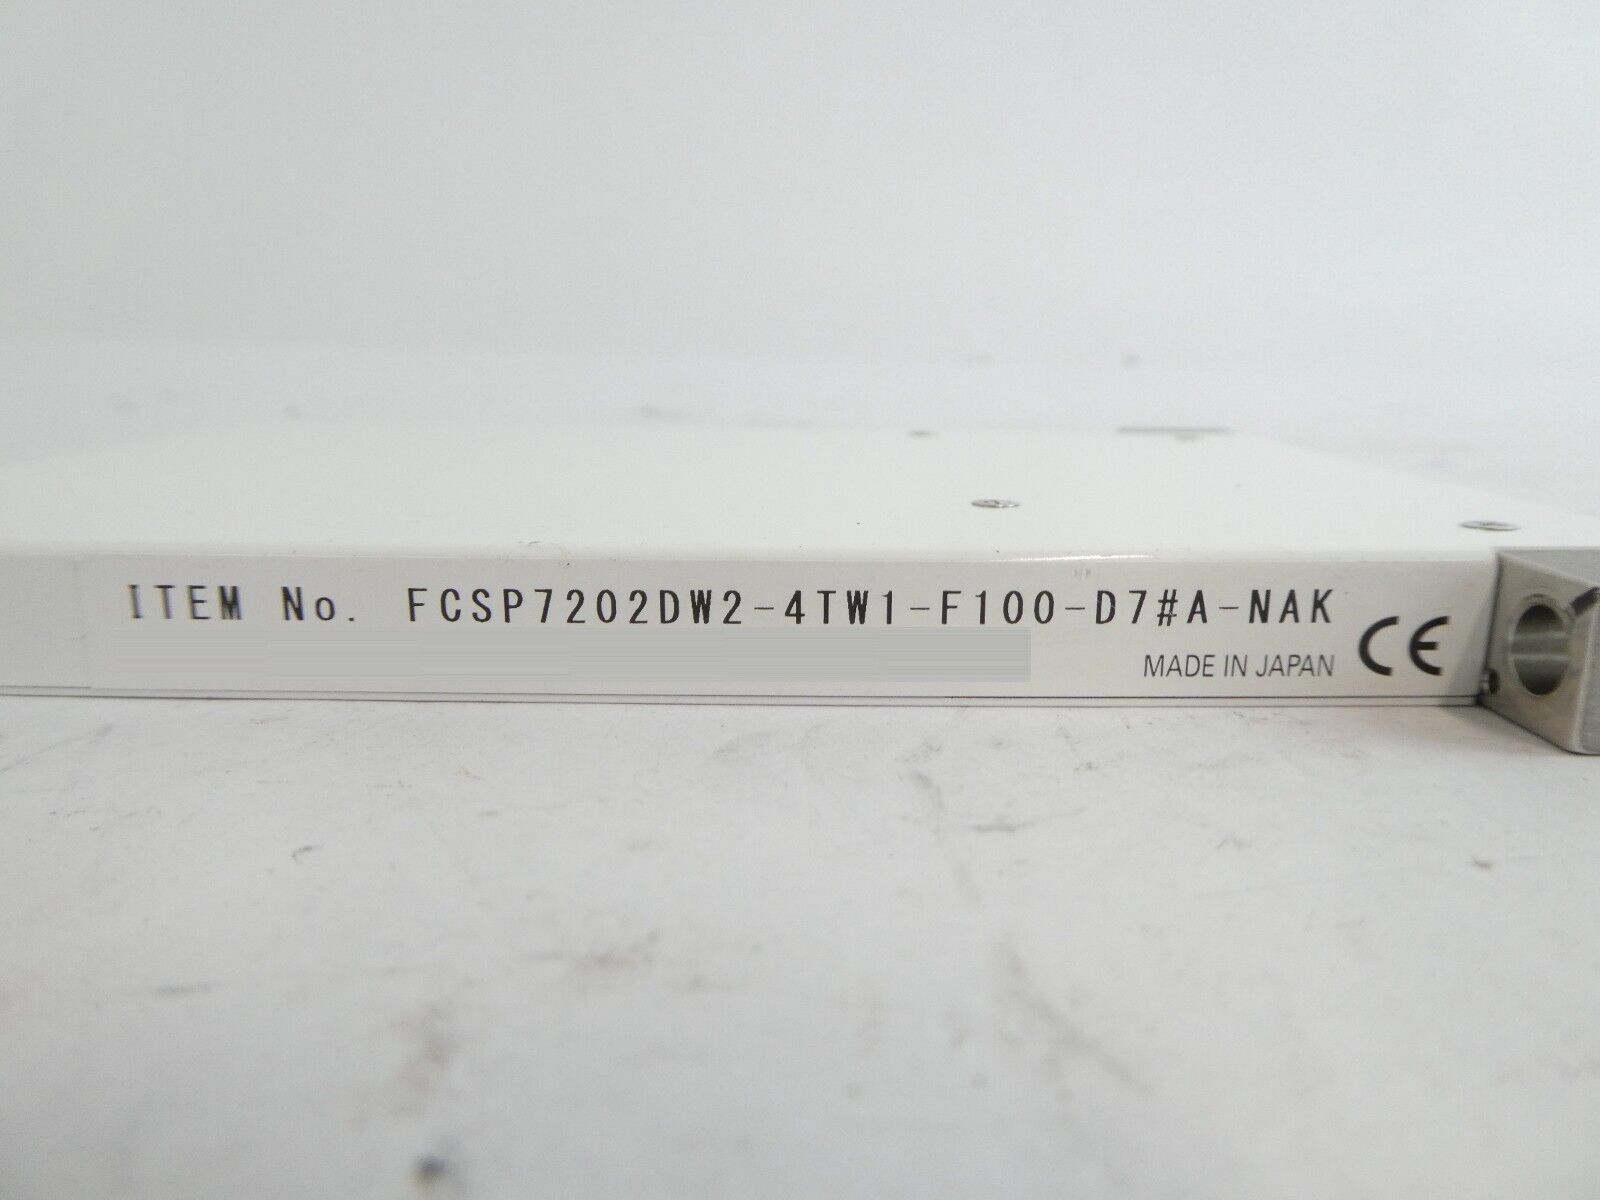 ITEM No. FCSP7202DW2-4TW1-F100-D7#A-NAK
MADE IN JAPAN CE